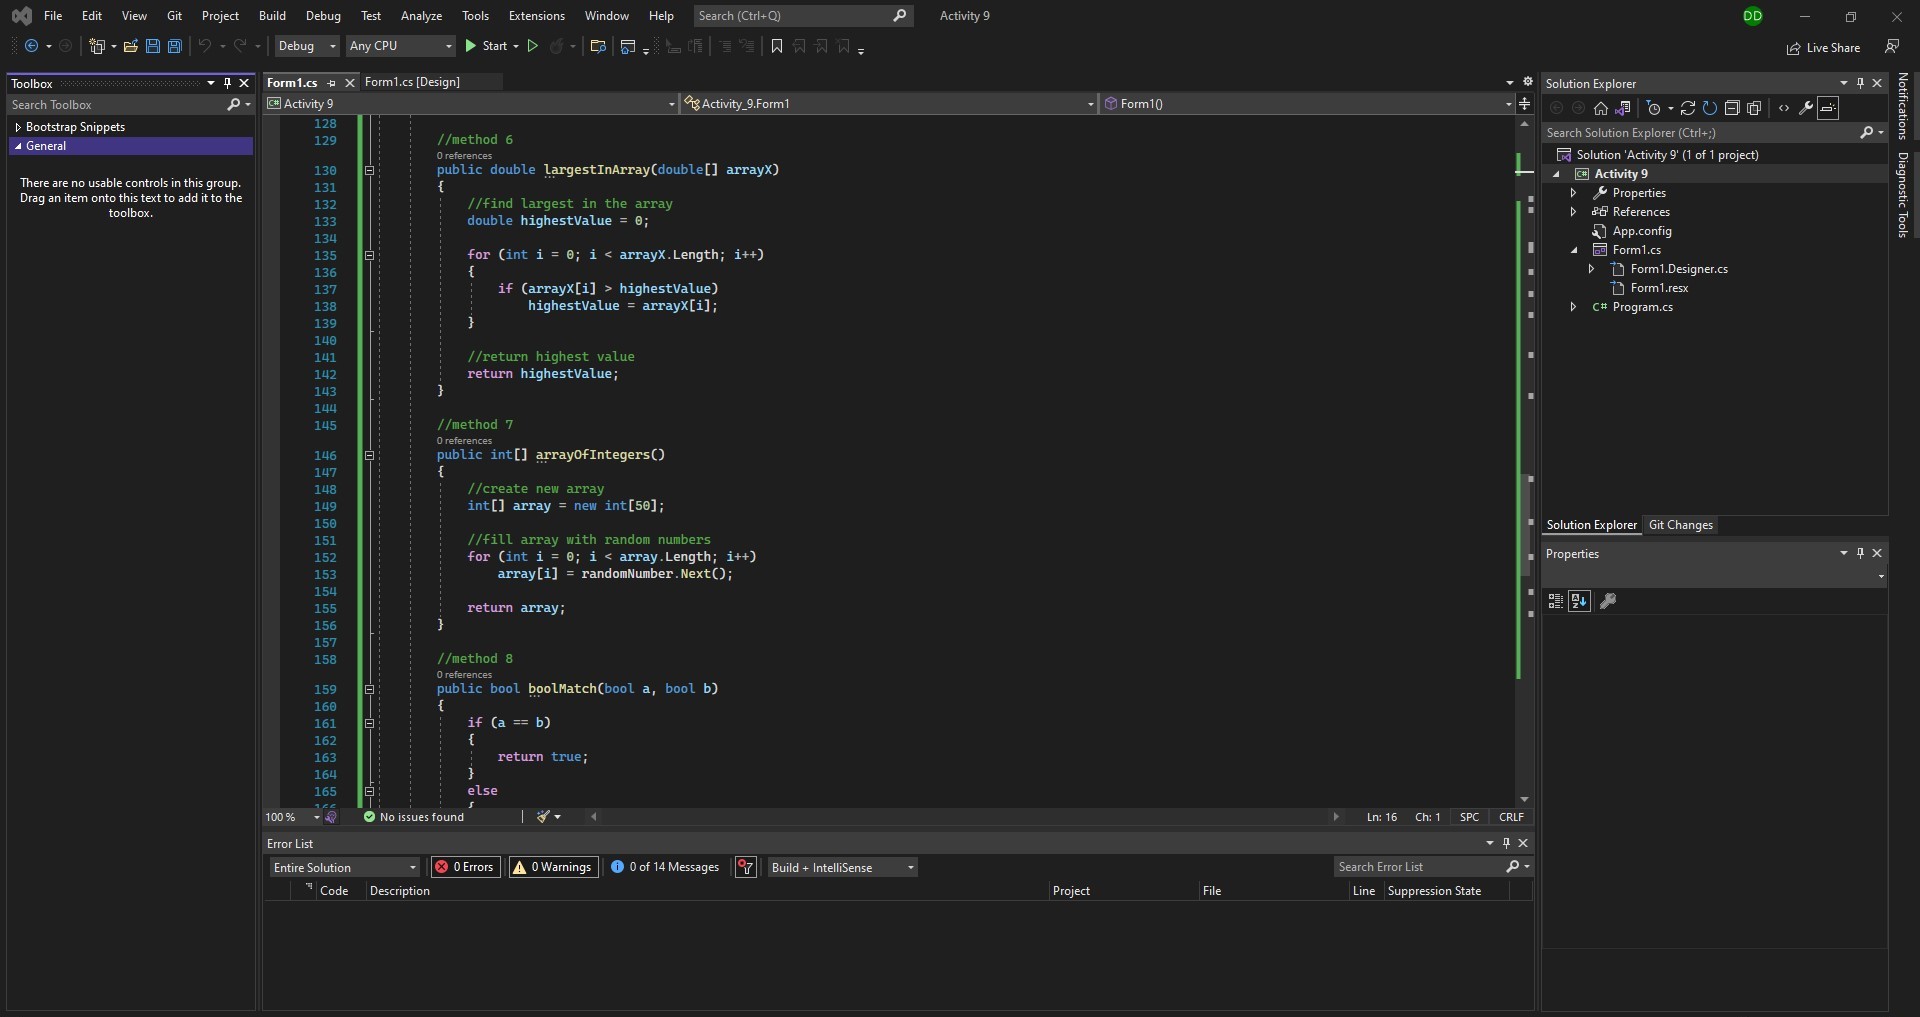 File Edit View Git Project Build Debug Test Analyze Tools Extensions Window Help Search (Ctrl+Q) Activity 9 DD
Debug Any CPU Start Live Share
Toolbox
Search Toolbox
Bootstrap Snippets
General
There are no usable controls in this group.
Drag an item onto this text to add it to the
toolbox.
Form1.cs Form1.cs [Design]
Activity 9 Activity_9.Form1 Form1()
128
129 //method 6
0 references
130 public double largestInArray(double[] arrayX)
131 {
132 //find largest in the array
133 double highestValue = 0;
134
135 for (int i = 0; i < arrayX.Length; i++)
136 {
137 if (arrayX[i] > highestValue)
138 highestValue = arrayX[i];
139 }
140
141 //return highest value
142 return highestValue;
143 }
144
145 //method 7
0 references
146 public int[] arrayOfIntegers()
147 {
148 //create new array
149 int[] array = new int[50];
150
151 //fill array with random numbers
152 for (int i = 0; i < array.Length; i++)
153 array[i] = randomNumber.Next();
154
155 return array;
156 }
157
158 //method 8
0 references
159 public bool boolMatch(bool a, bool b)
160 {
161 if (a == b)
162 {
163 return true;
164 }
165 else
166 {
100 % No issues found Ln: 16 Ch: 1 SPC CRLF
Error List
Entire Solution 0 Errors 0 Warnings 0 of 14 Messages Build + IntelliSense Search Error List
Code Description Project File Line Suppression State
Solution Explorer
Search Solution Explorer (Ctrl+;)
Solution 'Activity 9' (1 of 1 project)
C# Activity 9
Properties
References
App.config
Form1.cs
Form1.Designer.cs
Form1.resx
C# Program.cs
Solution Explorer Git Changes
Properties
Notifications
Diagnostic Tools